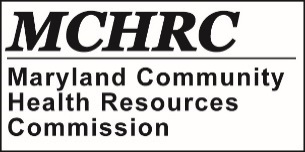 MCHRC
Maryland Community
Health Resources
Commission